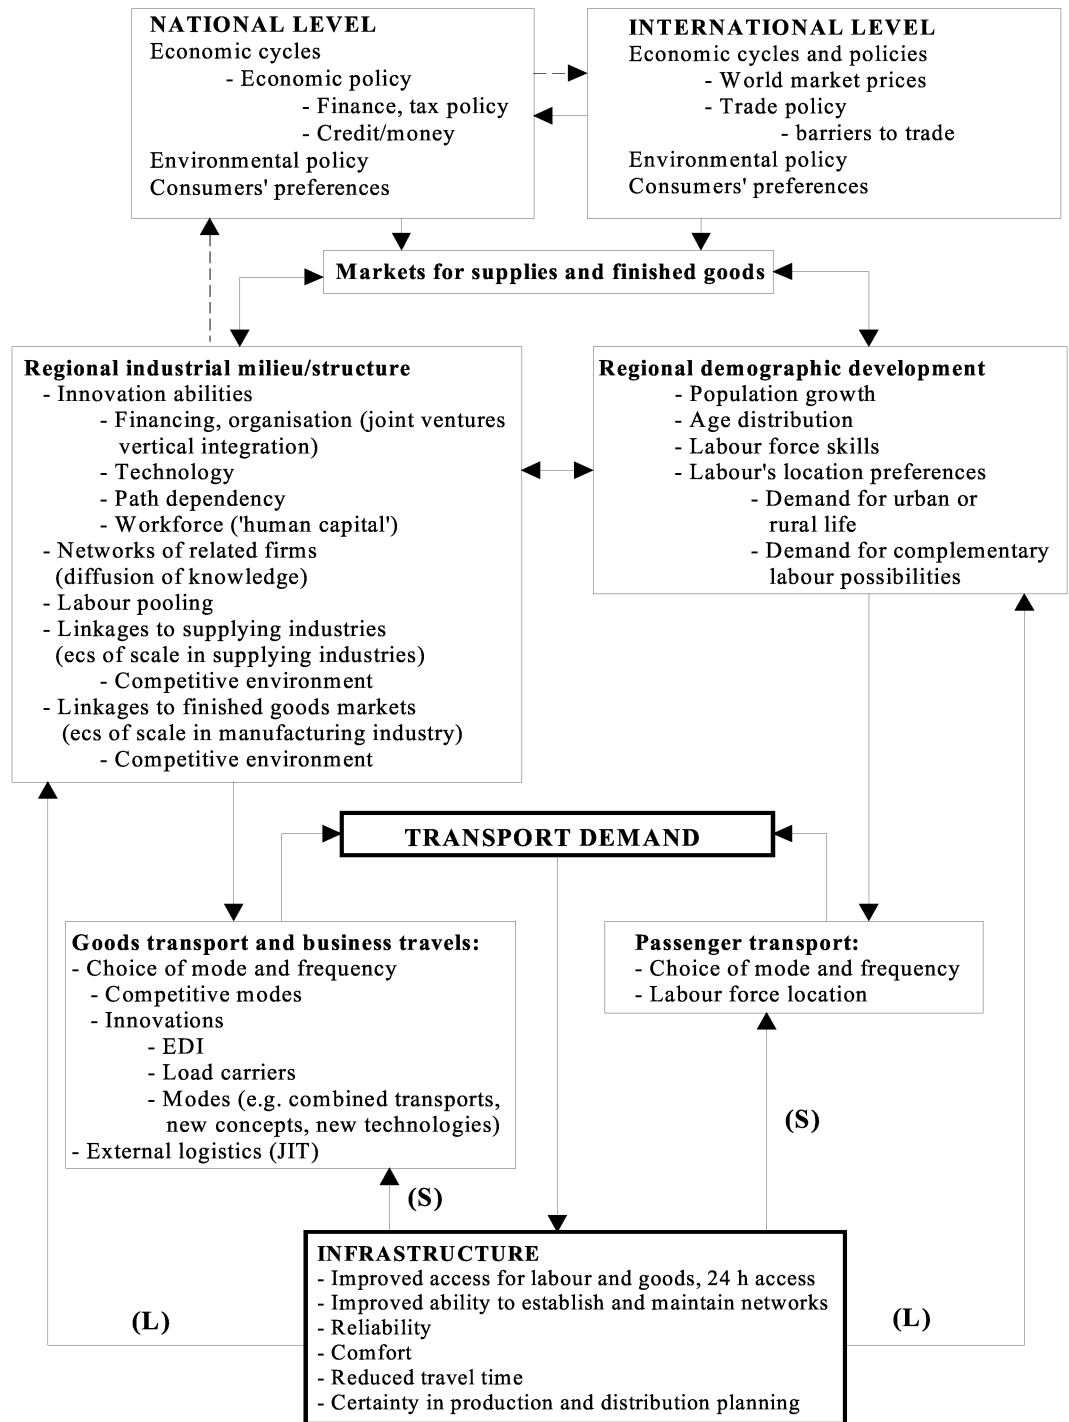 NATIONAL LEVEL
Economic cycles
- Economic policy
- Finance, tax policy
- Credit/money
Environmental policy
Consumers' preferences
INTERNATIONAL LEVEL
Economic cycles and policies
- World market prices
- Trade policy
- barriers to trade
Environmental policy
Consumers' preferences
Markets for supplies and finished goods
Regional industrial milieu/structure
- Innovation abilities
- Financing, organisation (joint ventures
vertical integration)
- Technology
- Path dependency
- Workforce ('human capital')
- Networks of related firms
(diffusion of knowledge)
- Labour pooling
- Linkages to supplying industries
(ecs of scale in supplying industries)
- Competitive environment
- Linkages to finished goods markets
(ecs of scale in manufacturing industry)
- Competitive environment
Regional demographic development
- Population growth
- Age distribution
- Labour force skills
- Labour's location preferences
- Demand for urban or
rural life
- Demand for complementary
labour possibilities
TRANSPORT DEMAND
Goods transport and business travels:
- Choice of mode and frequency
- Competitive modes
- Innovations
- EDI
- Load carriers
- Modes (e.g. combined transports,
new concepts, new technologies)
- External logistics (JIT)
Passenger transport:
- Choice of mode and frequency
- Labour force location
(S)
(S)
INFRASTRUCTURE
- Improved access for labour and goods, 24 h access
- Improved ability to establish and maintain networks
- Reliability
- Comfort
- Reduced travel time
- Certainty in production and distribution planning
(L)
(L)